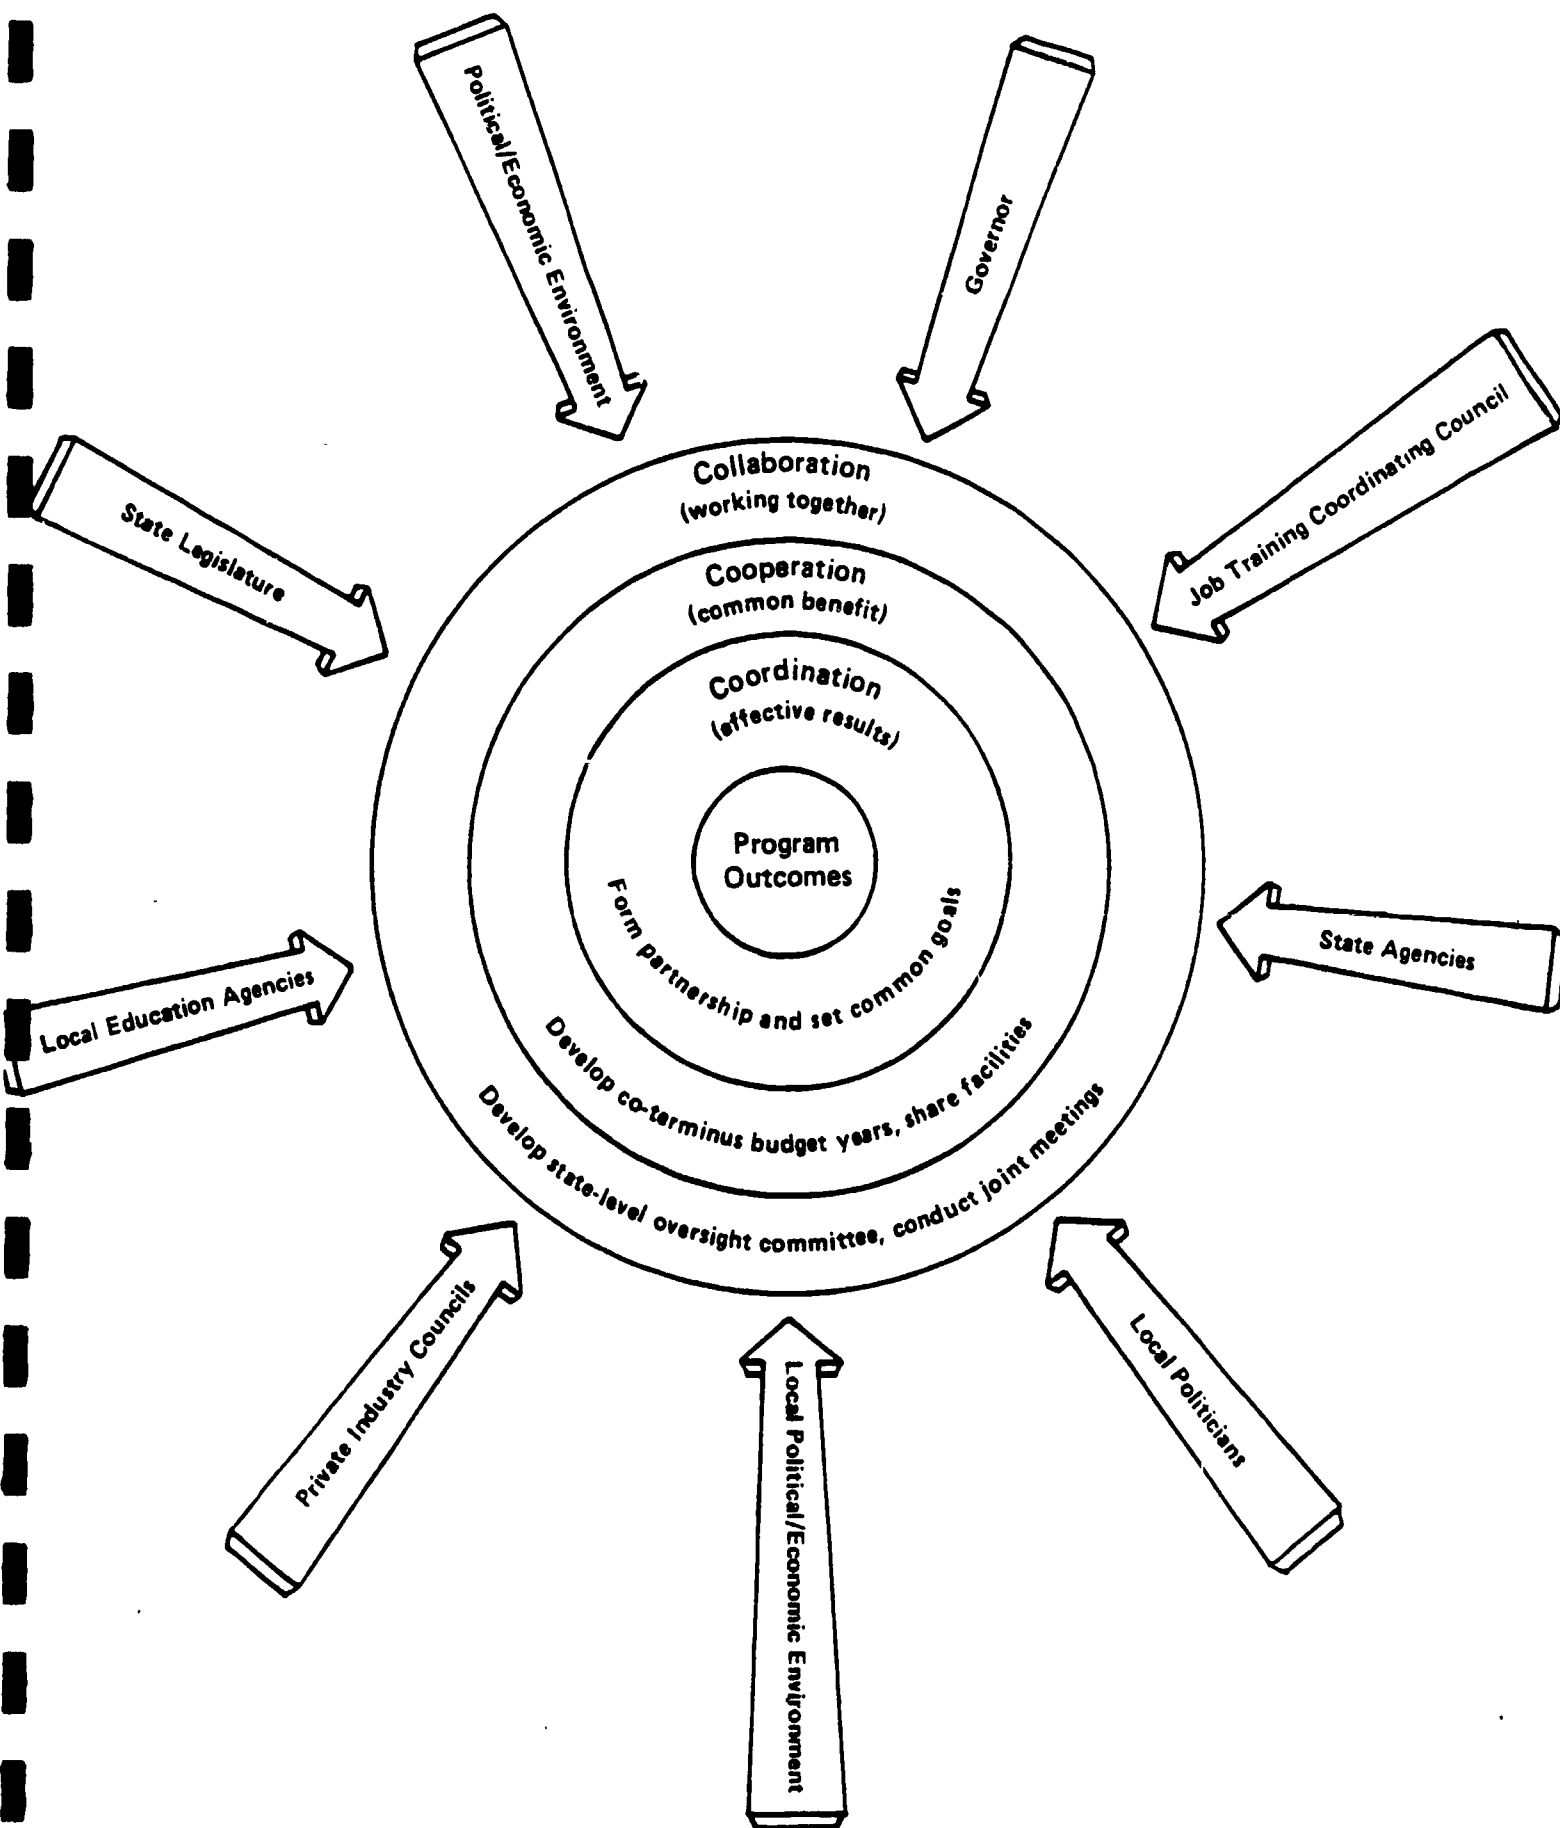 Political/Economic Environment
Governor
Job Training Coordinating Council
State Legislature
Collaboration
(working together)
Cooperation
(common benefit)
Coordination
(effective results)
Program
Outcomes
Form partnership and set common goals
Develop co-terminus budget years, share facilities
Develop state-level oversight committee, conduct joint meetings
State Agencies
Local Education Agencies
Private Industry Councils
Local Political/Economic Environment
Local Politicians